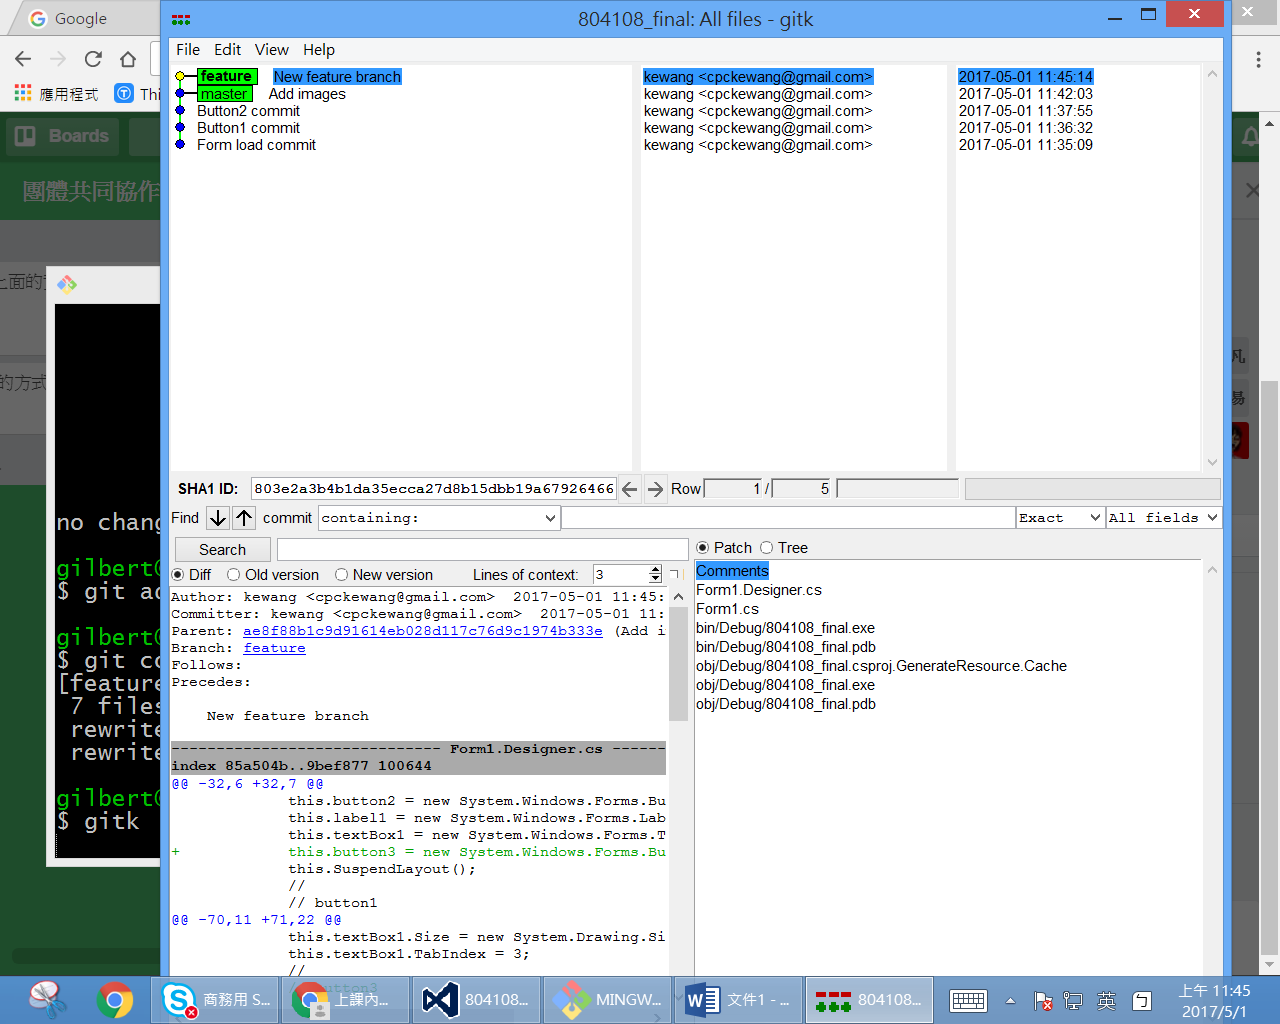 Google
804108_final: All files - gitk
File Edit View Help
feature New feature branch kewang <cpckewang@gmail.com> 2017-05-01 11:45:14
master Add images kewang <cpckewang@gmail.com> 2017-05-01 11:42:03
Button2 commit kewang <cpckewang@gmail.com> 2017-05-01 11:37:55
Button1 commit kewang <cpckewang@gmail.com> 2017-05-01 11:36:32
Form load commit kewang <cpckewang@gmail.com> 2017-05-01 11:35:09
應用程式 Thi
Boards
團體共同協作
上面的
的方式
凡
易
no chang
gilbert@
$ git ad
gilbert@
$ git co
[feature
7 files
rewrite
rewrite
gilbert@
$ gitk
SHA1 ID: 803e2a3b4b1da35ecca27d8b15dbb19a67926466 Row 1 / 5
Find commit containing: Exact All fields
Search
Diff Old version New version Lines of context: 3
Patch Tree
Author: kewang <cpckewang@gmail.com> 2017-05-01 11:45:
Committer: kewang <cpckewang@gmail.com> 2017-05-01 11:
Parent: ae8f88b1c9d91614eb028d117c76d9c1974b333e (Add i
Branch: feature
Follows:
Precedes:
New feature branch
---------------------------- Form1.Designer.cs ------
index 85a504b..9bef877 100644
@@ -32,6 +32,7 @@
this.button2 = new System.Windows.Forms.Bu
this.label1 = new System.Windows.Forms.Lab
this.textBox1 = new System.Windows.Forms.T
+ this.button3 = new System.Windows.Forms.Bu
this.SuspendLayout();
//
// button1
@@ -70,11 +71,22 @@
this.textBox1.Size = new System.Drawing.Si
this.textBox1.TabIndex = 3;
//
// button3
Comments
Form1.Designer.cs
Form1.cs
bin/Debug/804108_final.exe
bin/Debug/804108_final.pdb
obj/Debug/804108_final.csproj.GenerateResource.Cache
obj/Debug/804108_final.exe
obj/Debug/804108_final.pdb
商務用 S...
上課內...
804108...
MINGW...
文件1 - ...
804108...
英
上午 11:45
2017/5/1